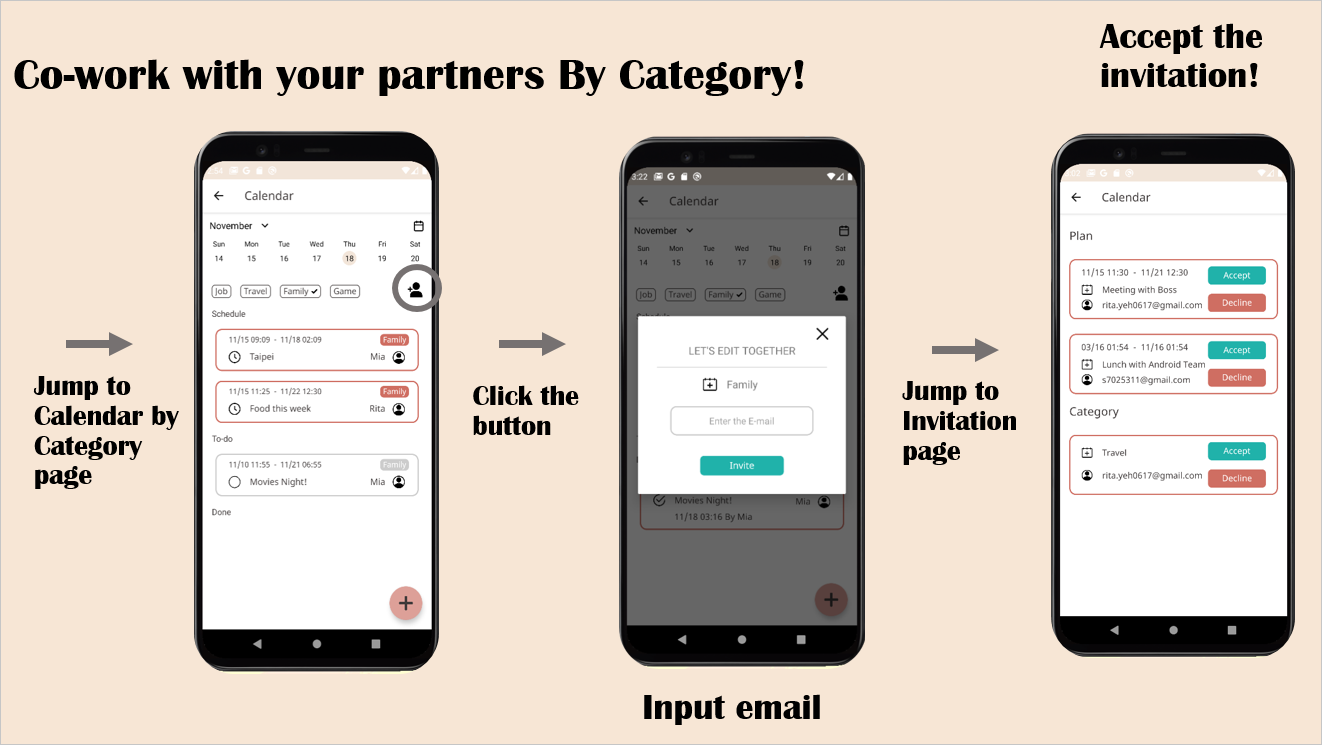 Co-work with your partners By Category!
Accept the
invitation!
Jump to
Calendar by
Category
page
Calendar
November
Sun Mon Tue Wed Thu Fri Sat
14 15 16 17 18 19 20
Job Travel Family Game
Schedule
11/15 09:09 - 11/18 02:09 Family
Taipei Mia
11/15 11:25 - 11/22 12:30 Family
Food this week Rita
To-do
11/10 11:55 - 11/21 06:55 Family
Movies Night! Mia
Done
Click the
button
3:22
Calendar
November
Sun Mon Tue Wed Thu Fri Sat
14 15 16 17 18 19 20
Job Travel Family Game
LET'S EDIT TOGETHER
Family
Enter the E-mail
Invite
Movies Night! Mia
11/18 03:16 By Mia
Input email
Jump to
Invitation
page
Calendar
Plan
11/15 11:30 - 11/21 12:30 Accept
Meeting with Boss
rita.yeh0617@gmail.com Decline
03/16 01:54 - 11/16 01:54 Accept
Lunch with Android Team
s7025311@gmail.com Decline
Category
Travel Accept
rita.yeh0617@gmail.com Decline